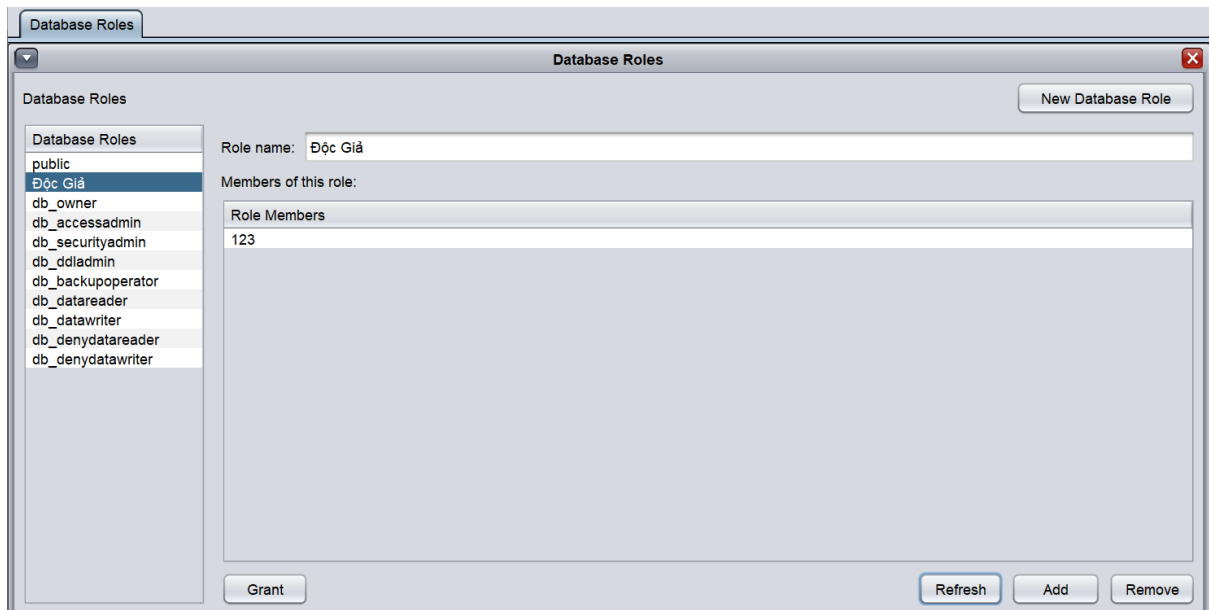 Database Roles
Database Roles
Database Roles
New Database Role
Database Roles
public
Độc Giả
db_owner
db_accessadmin
db_securityadmin
db_ddladmin
db_backupoperator
db_datareader
db_datawriter
db_denydatareader
db_denydatawriter
Role name: Độc Giả
Members of this role:
Role Members
123
Grant
Refresh
Add
Remove